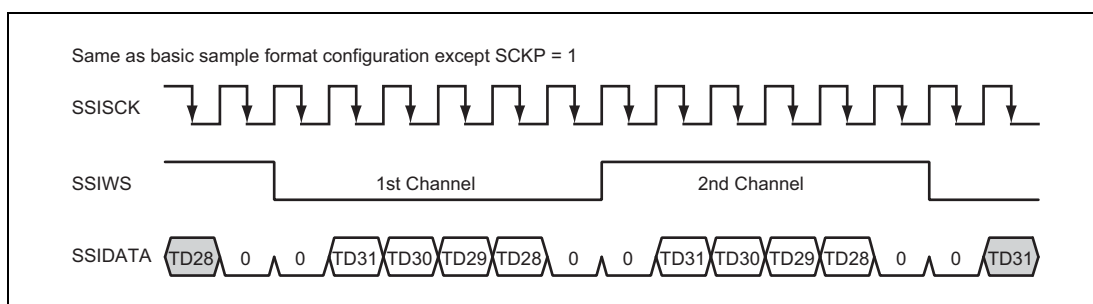 Same as basic sample format configuration except SCKP = 1
SSISCK
SSIWS 1st Channel 2nd Channel
SSIDATA TD28 0 0 TD31 TD30 TD29 TD28 0 0 TD31 TD30 TD29 TD28 0 0 TD31